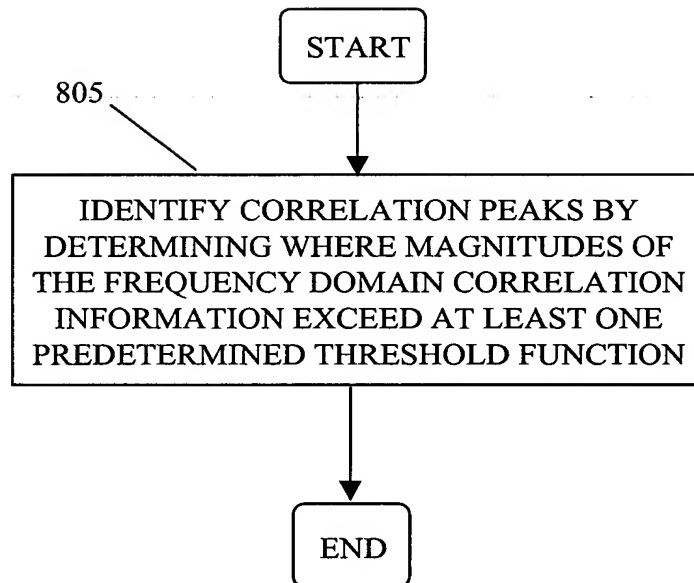 START
805
IDENTIFY CORRELATION PEAKS BY
DETERMINING WHERE MAGNITUDES OF
THE FREQUENCY DOMAIN CORRELATION
INFORMATION EXCEED AT LEAST ONE
PREDETERMINED THRESHOLD FUNCTION
END